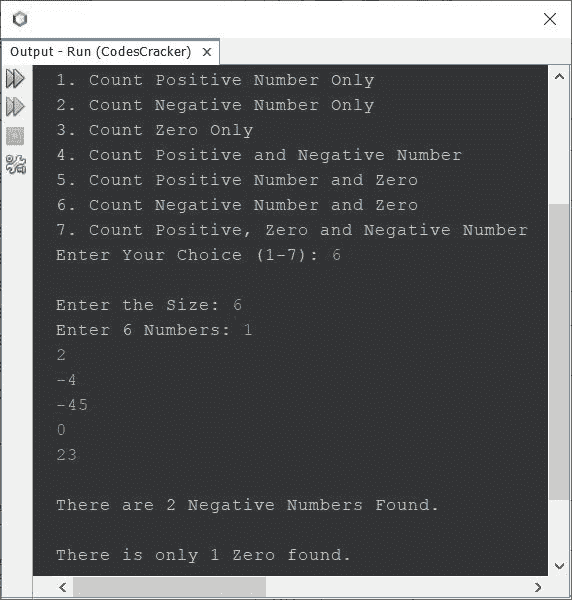 Output - Run (CodesCracker) ×
1. Count Positive Number Only
2. Count Negative Number Only
3. Count Zero Only
4. Count Positive and Negative Number
5. Count Positive Number and Zero
6. Count Negative Number and Zero
7. Count Positive, Zero and Negative Number
Enter Your Choice (1-7): 6
Enter the Size: 6
Enter 6 Numbers: 1
2
-4
-45
0
23
There are 2 Negative Numbers Found.
There is only 1 Zero found.